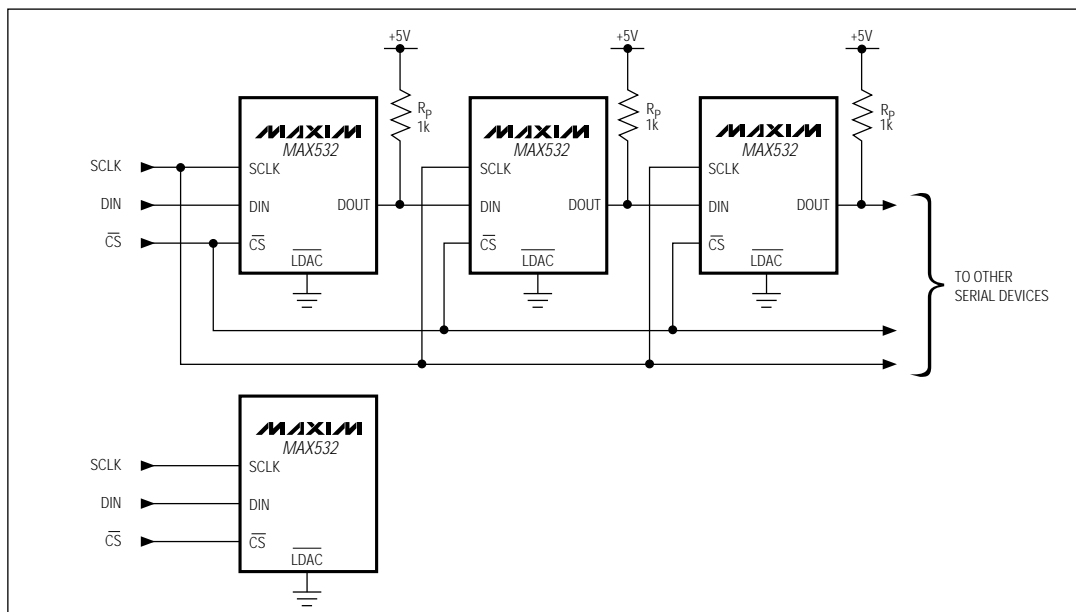 +5V
+5V
+5V
RP
1k
RP
1k
RP
1k
MAXIM
MAX532
MAXIM
MAX532
MAXIM
MAX532
SCLK
SCLK
SCLK
SCLK
DIN
DIN
DOUT
DIN
DOUT
DIN
DOUT
CS
CS
CS
CS
LDAC
LDAC
LDAC
TO OTHER
SERIAL DEVICES
MAXIM
MAX532
SCLK
SCLK
DIN
DIN
CS
CS
LDAC